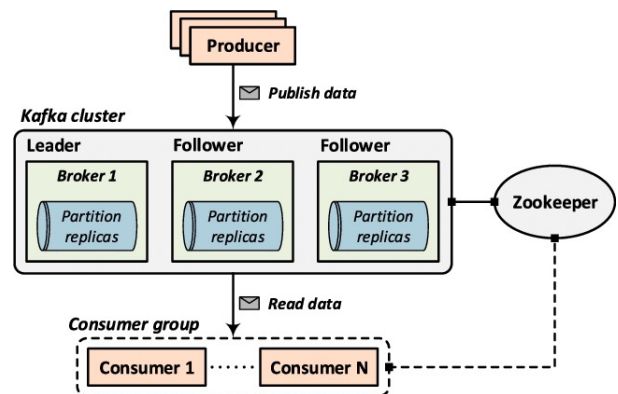 Producer
Publish data
Kafka cluster
Leader Follower Follower
Broker 1 Broker 2 Broker 3
Partition replicas Partition replicas Partition replicas
Zookeeper
Read data
Consumer group
Consumer 1 ...... Consumer N